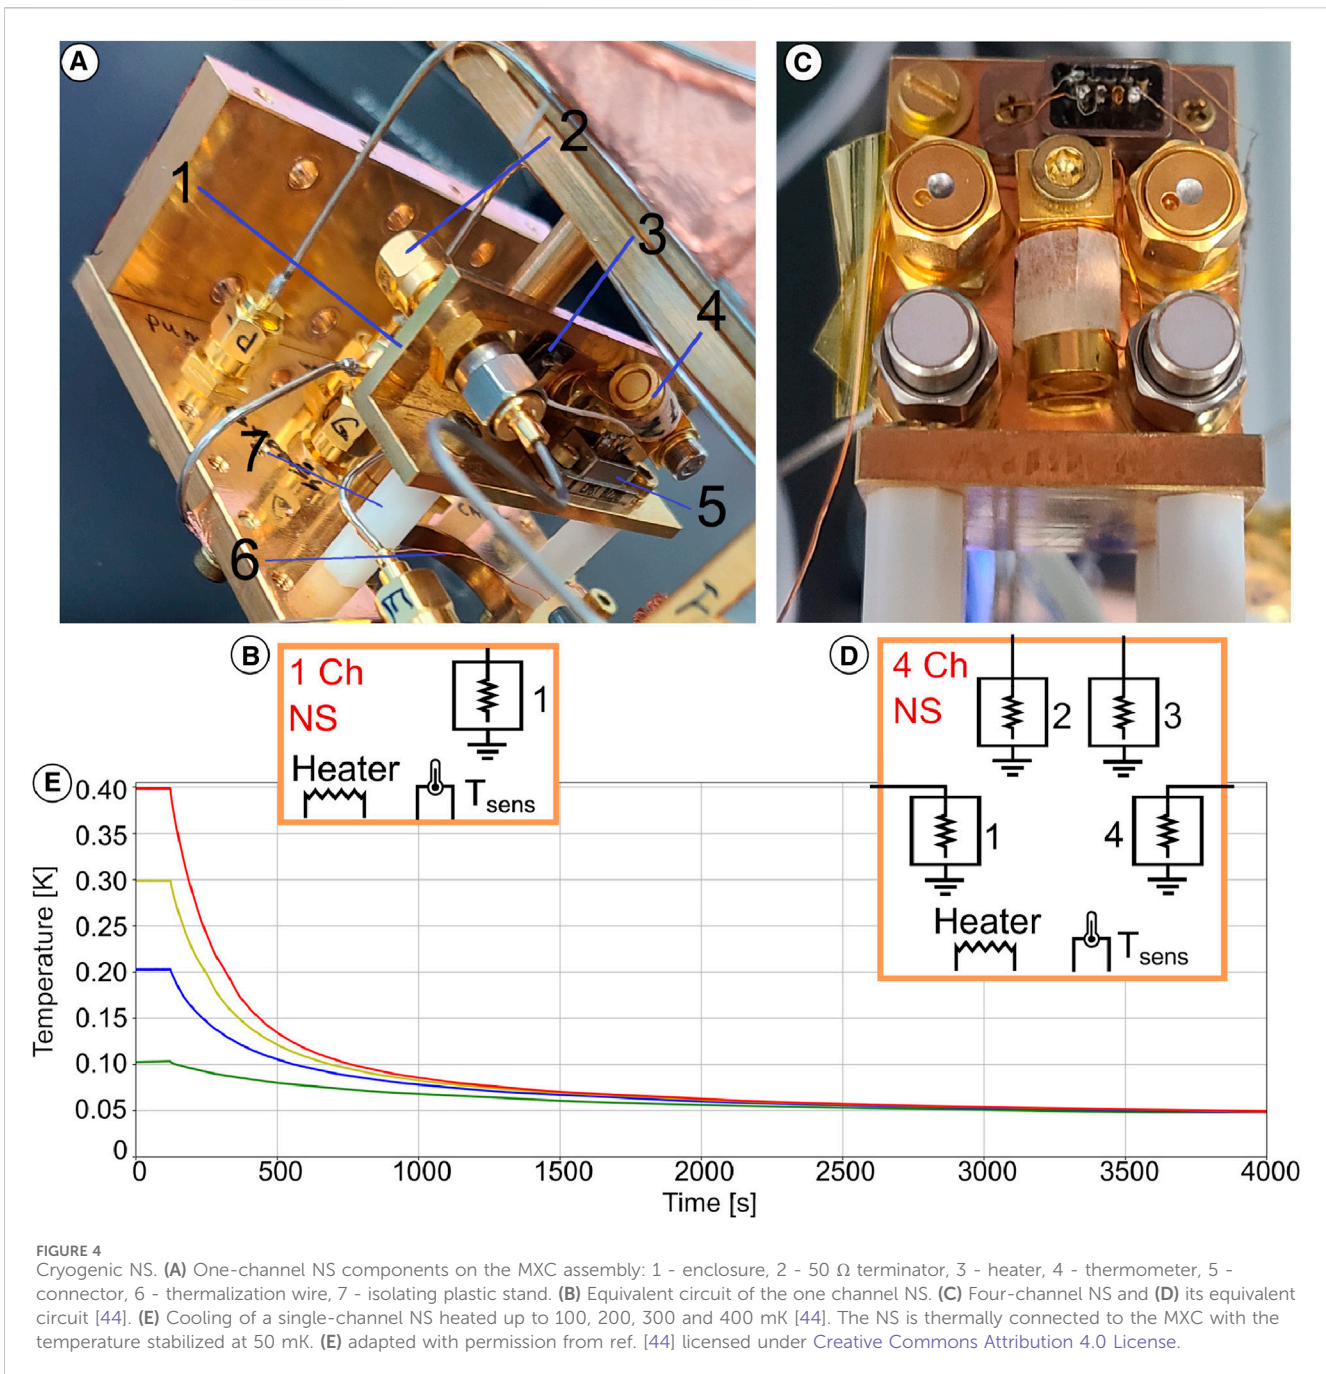 A
1
2
3
4
7
5
6
P
G
C
B
1 Ch
NS
1
Heater
T sens
D
4 Ch
NS
2
3
1
4
Heater
T sens
E
0.40
0.35
0.30
0.25
0.20
0.15
0.10
0.05
0
Temperature [K]
0 500 1000 1500 2000 2500 3000 3500 4000
Time [s]
FIGURE 4
Cryogenic NS. (A) One-channel NS components on the MXC assembly: 1 - enclosure, 2 - 50 Ω terminator, 3 - heater, 4 - thermometer, 5 -
connector, 6 - thermalization wire, 7 - isolating plastic stand. (B) Equivalent circuit of the one channel NS. (C) Four-channel NS and (D) its equivalent
circuit [44]. (E) Cooling of a single-channel NS heated up to 100, 200, 300 and 400 mK [44]. The NS is thermally connected to the MXC with the
temperature stabilized at 50 mK. (E) adapted with permission from ref. [44] licensed under Creative Commons Attribution 4.0 License.